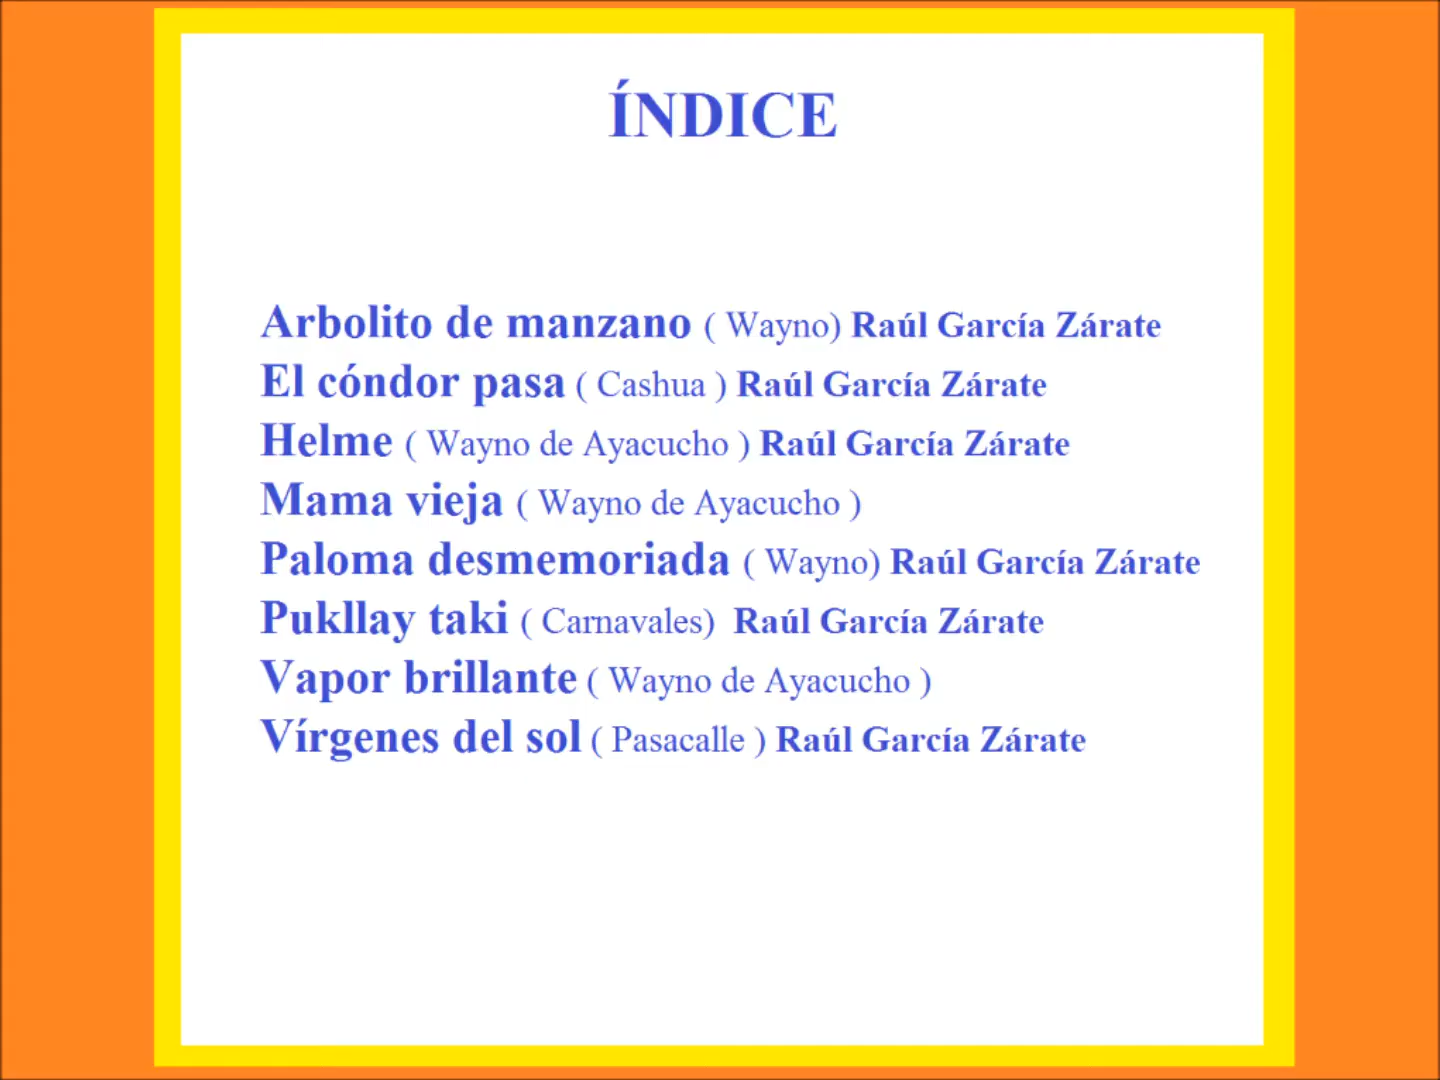 ÍNDICE
Arbolito de manzano ( Wayno) Raúl García Zárate
El cóndor pasa ( Cashua ) Raúl García Zárate
Helme ( Wayno de Ayacucho ) Raúl García Zárate
Mama vieja ( Wayno de Ayacucho )
Paloma desmemoriada ( Wayno) Raúl García Zárate
Pukllay taki ( Carnavales) Raúl García Zárate
Vapor brillante ( Wayno de Ayacucho )
Vírgenes del sol ( Pasacalle ) Raúl García Zárate